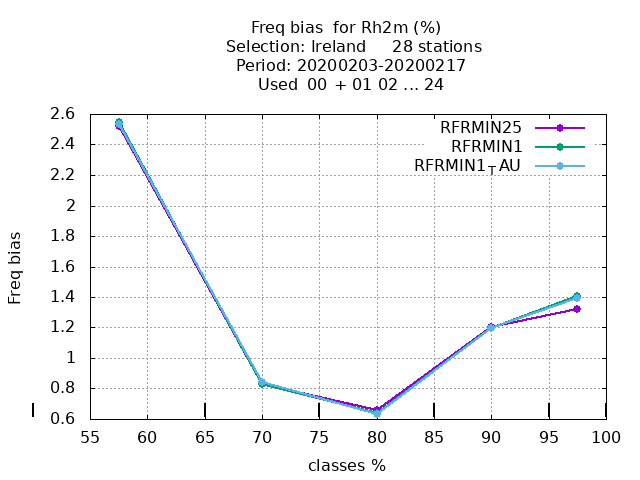 Freq bias for Rh2m (%)
Selection: Ireland 28 stations
Period: 20200203-20200217
Used 00 + 01 02 ... 24
RFRMIN25
RFRMIN1
RFRMIN1TAU
2.6
2.4
2.2
2
1.8
1.6
1.4
1.2
1
0.8
0.6
Freq bias
55 60 65 70 75 80 85 90 95 100
classes %